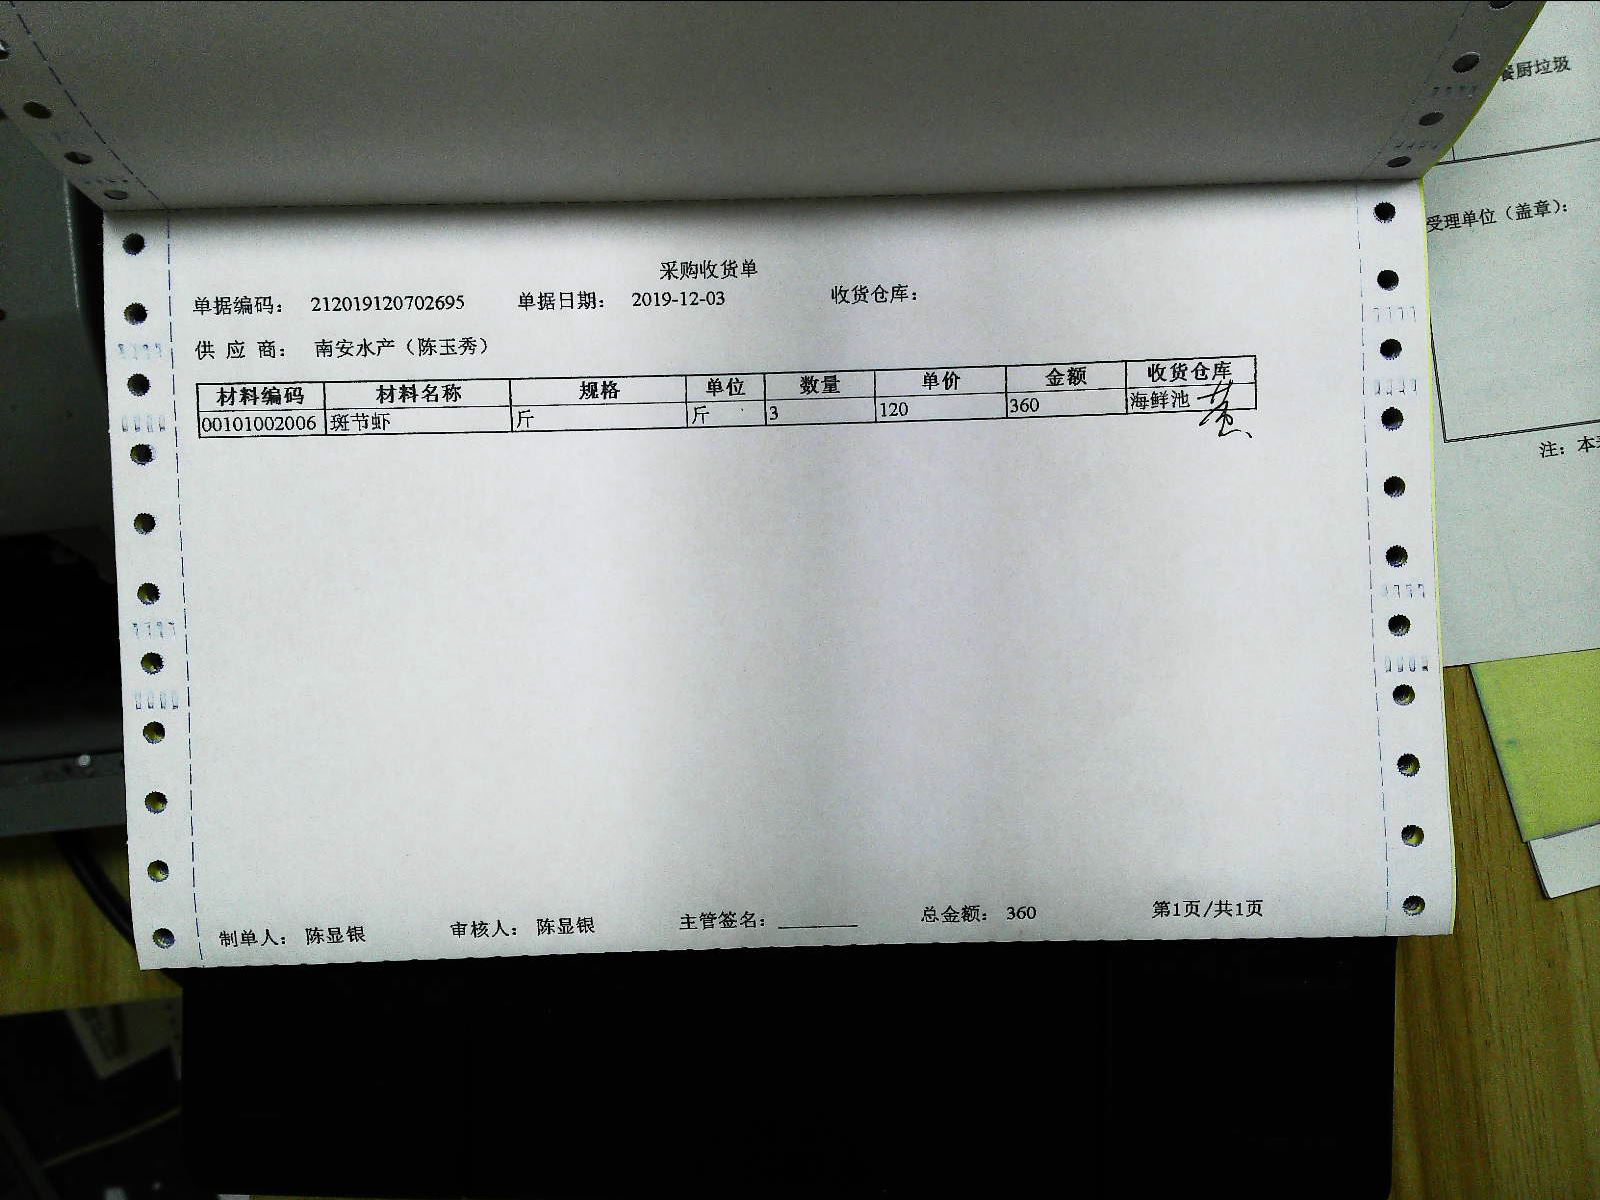 采购收货单
单据编码： 212019120702695 单据日期： 2019-12-03 收货仓库：
供 应 商： 南安水产（陈玉秀）
材料编码 材料名称 规格 单位 数量 单价 金额 收货仓库
00101002006 斑节虾 斤 斤 3 120 360 海鲜池
制单人： 陈显银 审核人： 陈显银 主管签名：________ 总金额： 360 第1页/共1页
餐厨垃圾
受理单位（盖章）：
注：本